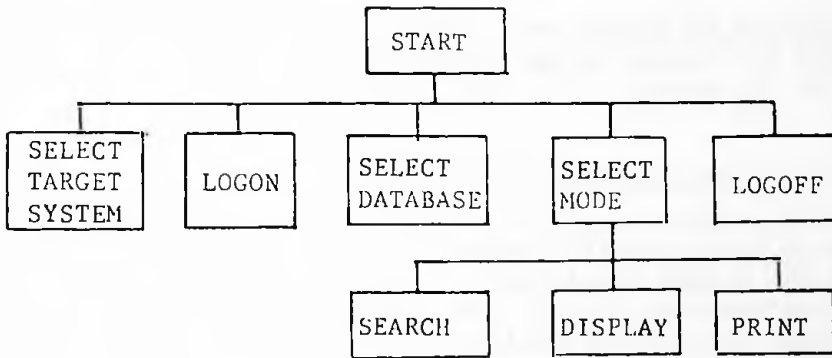 START
SELECT
TARGET
SYSTEM
LOGON
SELECT
DATABASE
SELECT
MODE
LOGOFF
SEARCH
DISPLAY
PRINT